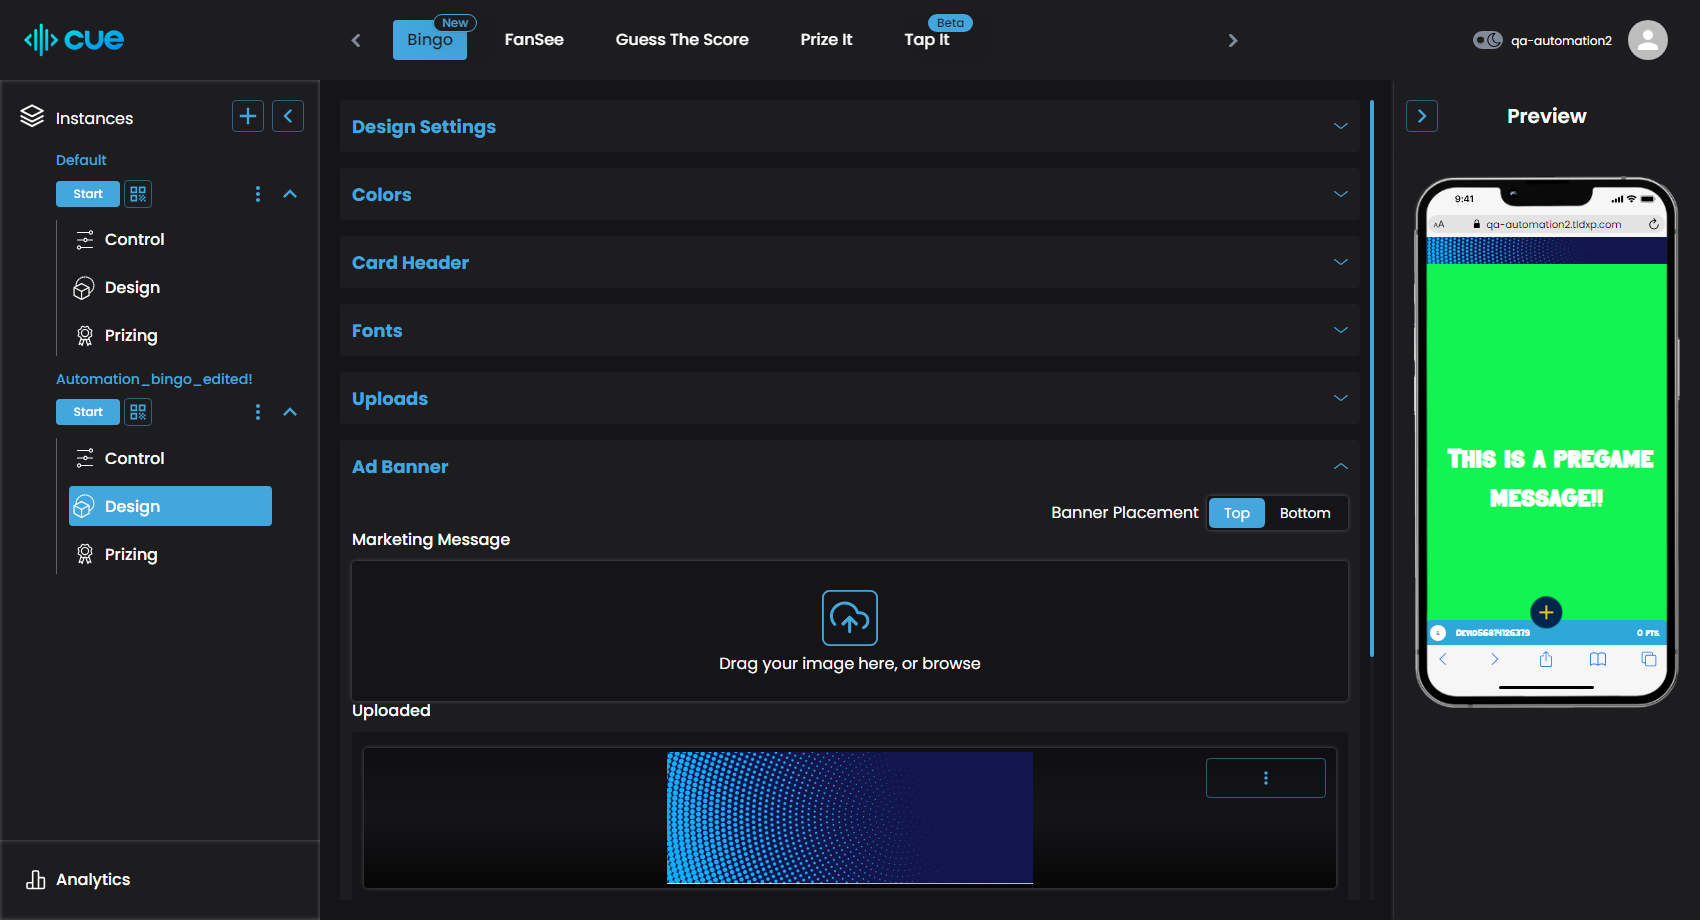 cue
Bingo
New
FanSee
Guess The Score
Prize It
Tap It
Beta
qa-automation2
Instances
Default
Start
Control
Design
Prizing
Automation_bingo_edited!
Start
Control
Design
Prizing
Analytics
Design Settings
Colors
Card Header
Fonts
Uploads
Ad Banner
Banner Placement
Top
Bottom
Marketing Message
Drag your image here, or browse
Uploaded
Preview
9:41
AA
qa-automation2.tldxp.com
THIS IS A PREGAME
MESSAGE!!
DEVID56814126379
0 PTS.